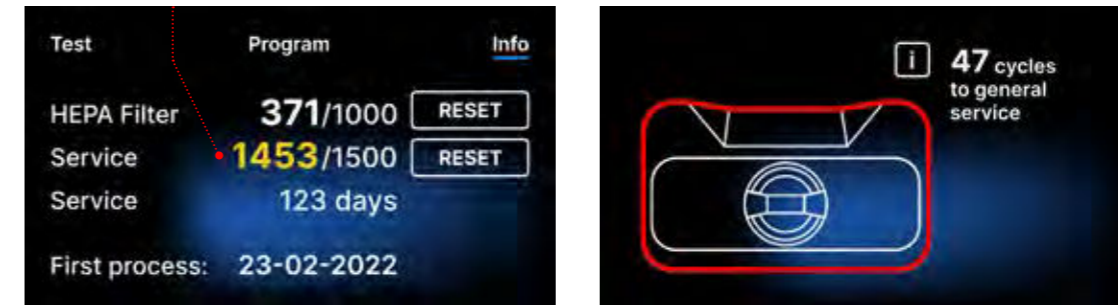 Test Program Info
HEPA Filter 371/1000 RESET
Service 1453/1500 RESET
Service 123 days
First process: 23-02-2022
i 47 cycles
to general
service